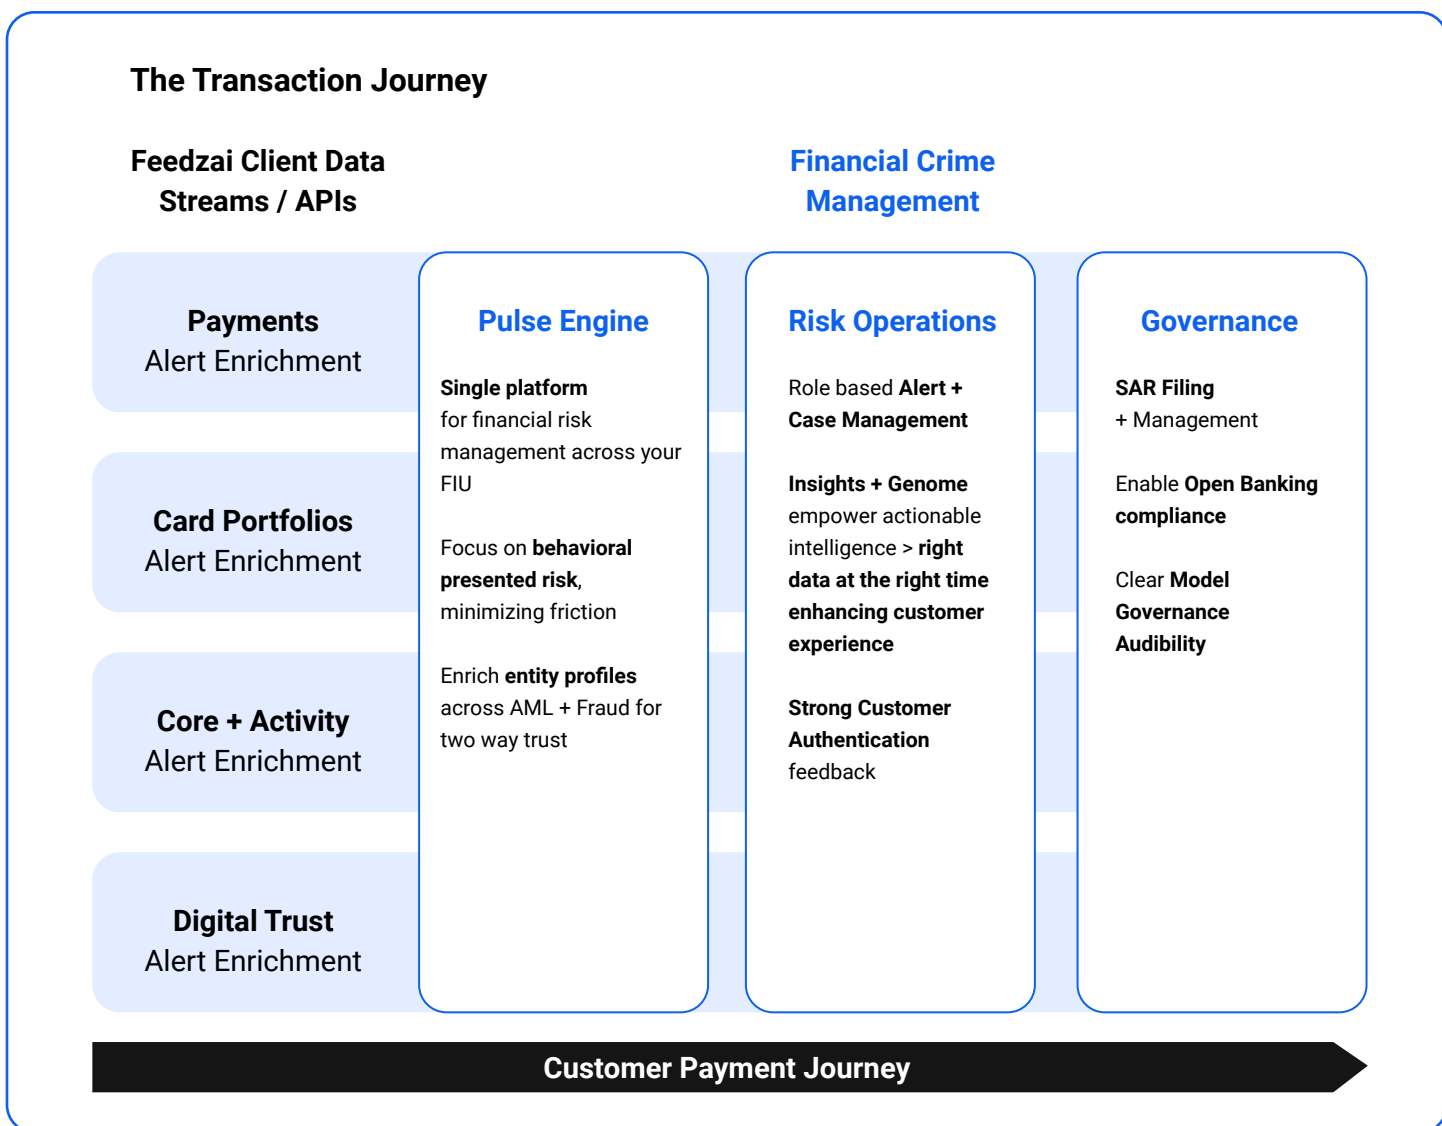 The Transaction Journey
Feedzai Client Data
Streams / APIs
Financial Crime
Management
Payments
Alert Enrichment
Card Portfolios
Alert Enrichment
Core + Activity
Alert Enrichment
Digital Trust
Alert Enrichment
Pulse Engine
Single platform
for financial risk
management across your
FIU
Focus on behavioral
presented risk,
minimizing friction
Enrich entity profiles
across AML + Fraud for
two way trust
Risk Operations
Role based Alert +
Case Management
Insights + Genome
empower actionable
intelligence > right
data at the right time
enhancing customer
experience
Strong Customer
Authentication
feedback
Governance
SAR Filing
+ Management
Enable Open Banking
compliance
Clear Model
Governance
Audibility
Customer Payment Journey